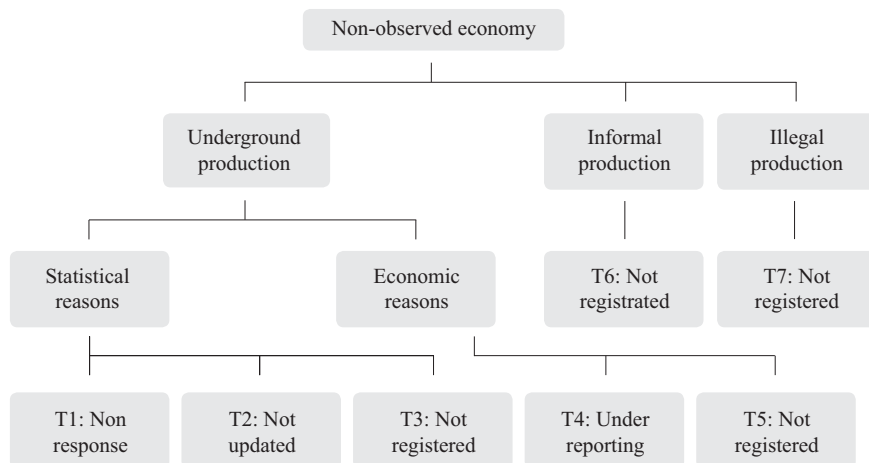 Non-observed economy
Underground
production
Informal
production
Illegal
production
Statistical
reasons
Economic
reasons
T6: Not
registrated
T7: Not
registered
T1: Non
response
T2: Not
updated
T3: Not
registered
T4: Under
reporting
T5: Not
registered